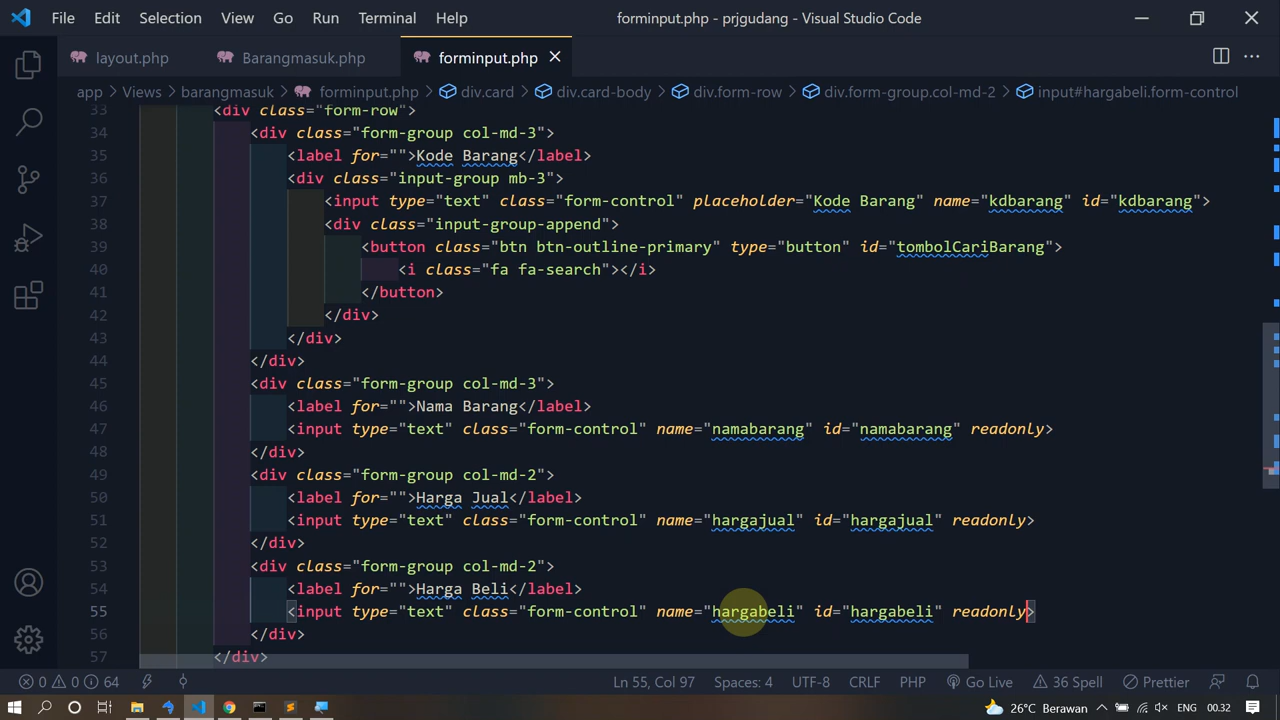 File Edit Selection View Go Run Terminal Help forminput.php - prjgudang - Visual Studio Code
layout.php Barangmasuk.php forminput.php
app > Views > barangmasuk > forminput.php > div.card > div.card-body > div.form-row > div.form-group.col-md-2 > input#hargabeli.form-control
33 <div class="form-row">
34 <div class="form-group col-md-3">
35 <label for="">Kode Barang</label>
36 <div class="input-group mb-3">
37 <input type="text" class="form-control" placeholder="Kode Barang" name="kdbarang" id="kdbarang">
38 <div class="input-group-append">
39 <button class="btn btn-outline-primary" type="button" id="tombolCariBarang">
40 <i class="fa fa-search"></i>
41 </button>
42 </div>
43 </div>
44 </div>
45 <div class="form-group col-md-3">
46 <label for="">Nama Barang</label>
47 <input type="text" class="form-control" name="namabarang" id="namabarang" readonly>
48 </div>
49 <div class="form-group col-md-2">
50 <label for="">Harga Jual</label>
51 <input type="text" class="form-control" name="hargajual" id="hargajual" readonly>
52 </div>
53 <div class="form-group col-md-2">
54 <label for="">Harga Beli</label>
55 <input type="text" class="form-control" name="hargabeli" id="hargabeli" readonly>
56 </div>
57 </div>
0 0 64 Ln 55, Col 97 Spaces: 4 UTF-8 CRLF PHP Go Live 36 Spell Prettier
26°C Berawan ENG 00.32